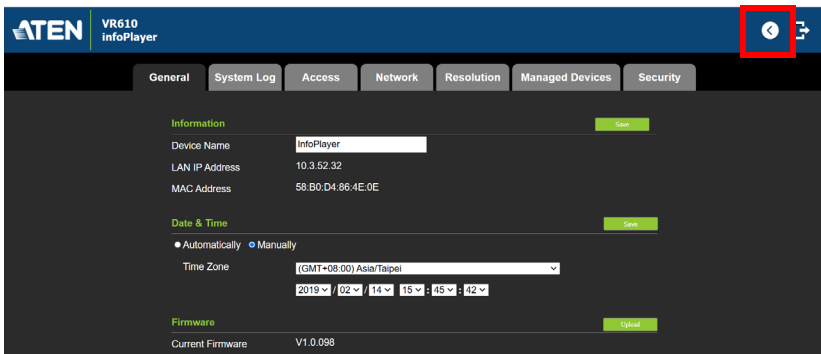 ATEN VR610
infoPlayer
General System Log Access Network Resolution Managed Devices Security
Information Save
Device Name InfoPlayer
LAN IP Address 10.3.52.32
MAC Address 58:B0:D4:86:4E:0E
Date & Time Save
Automatically Manually
Time Zone (GMT+08:00) Asia/Taipei
2019 / 02 / 14 15 : 45 : 42
Firmware Upload
Current Firmware V1.0.098